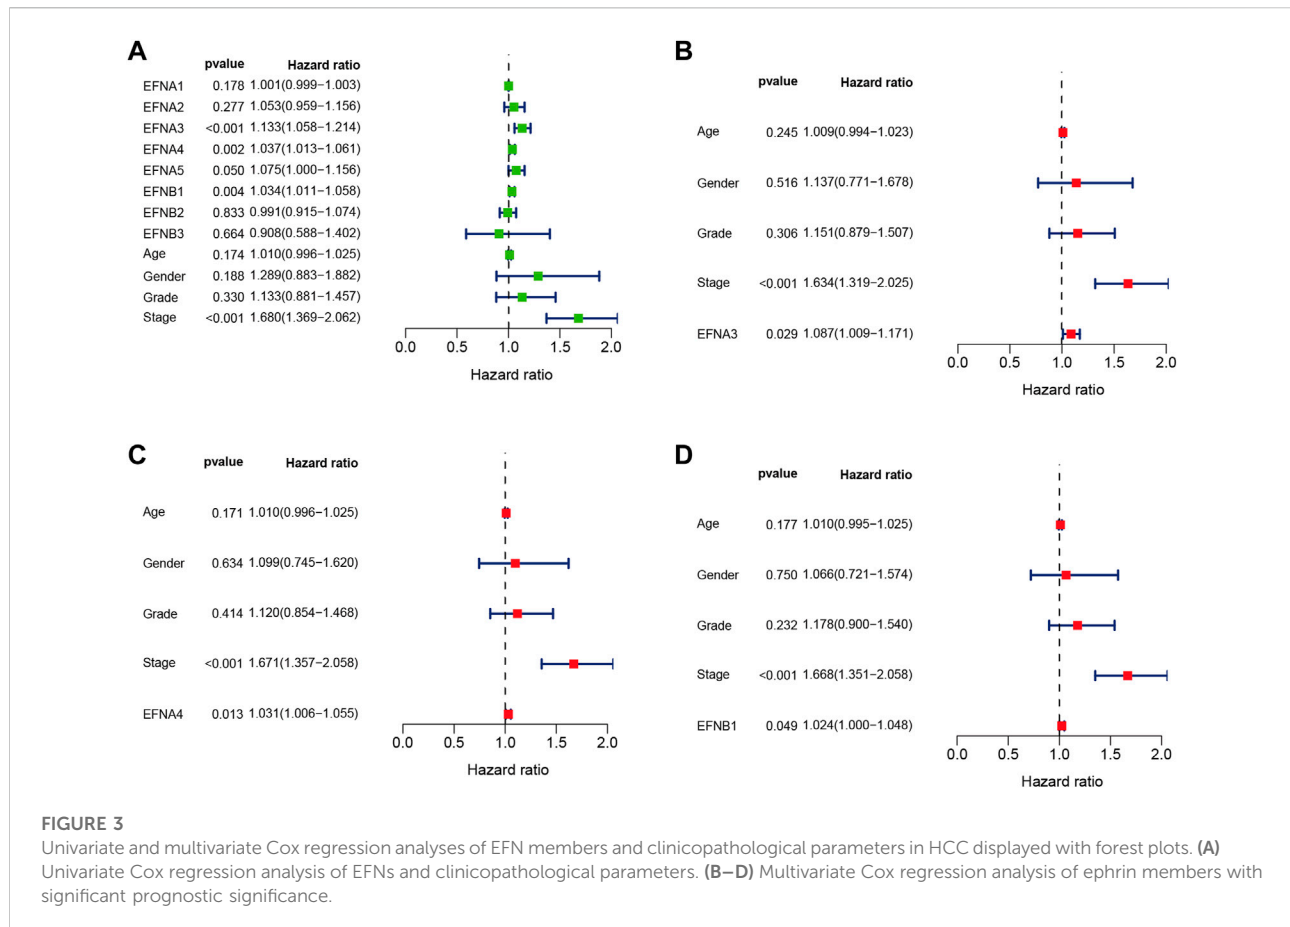 A
pvalue Hazard ratio
EFNA1 0.178 1.001(0.999−1.003)
EFNA2 0.277 1.053(0.959−1.156)
EFNA3 <0.001 1.133(1.058−1.214)
EFNA4 0.002 1.037(1.013−1.061)
EFNA5 0.050 1.075(1.000−1.156)
EFNB1 0.004 1.034(1.011−1.058)
EFNB2 0.833 0.991(0.915−1.074)
EFNB3 0.664 0.908(0.588−1.402)
Age 0.174 1.010(0.996−1.025)
Gender 0.188 1.289(0.883−1.882)
Grade 0.330 1.133(0.881−1.457)
Stage <0.001 1.680(1.369−2.062)
0.0 0.5 1.0 1.5 2.0
Hazard ratio
B
pvalue Hazard ratio
Age 0.245 1.009(0.994−1.023)
Gender 0.516 1.137(0.771−1.678)
Grade 0.306 1.151(0.879−1.507)
Stage <0.001 1.634(1.319−2.025)
EFNA3 0.029 1.087(1.009−1.171)
0.0 0.5 1.0 1.5 2.0
Hazard ratio
C
pvalue Hazard ratio
Age 0.171 1.010(0.996−1.025)
Gender 0.634 1.099(0.745−1.620)
Grade 0.414 1.120(0.854−1.468)
Stage <0.001 1.671(1.357−2.058)
EFNA4 0.013 1.031(1.006−1.055)
0.0 0.5 1.0 1.5 2.0
Hazard ratio
D
pvalue Hazard ratio
Age 0.177 1.010(0.995−1.025)
Gender 0.750 1.066(0.721−1.574)
Grade 0.232 1.178(0.900−1.540)
Stage <0.001 1.668(1.351−2.058)
EFNB1 0.049 1.024(1.000−1.048)
0.0 0.5 1.0 1.5 2.0
Hazard ratio
FIGURE 3
Univariate and multivariate Cox regression analyses of EFN members and clinicopathological parameters in HCC displayed with forest plots. (A)
Univariate Cox regression analysis of EFNs and clinicopathological parameters. (B–D) Multivariate Cox regression analysis of ephrin members with
significant prognostic significance.